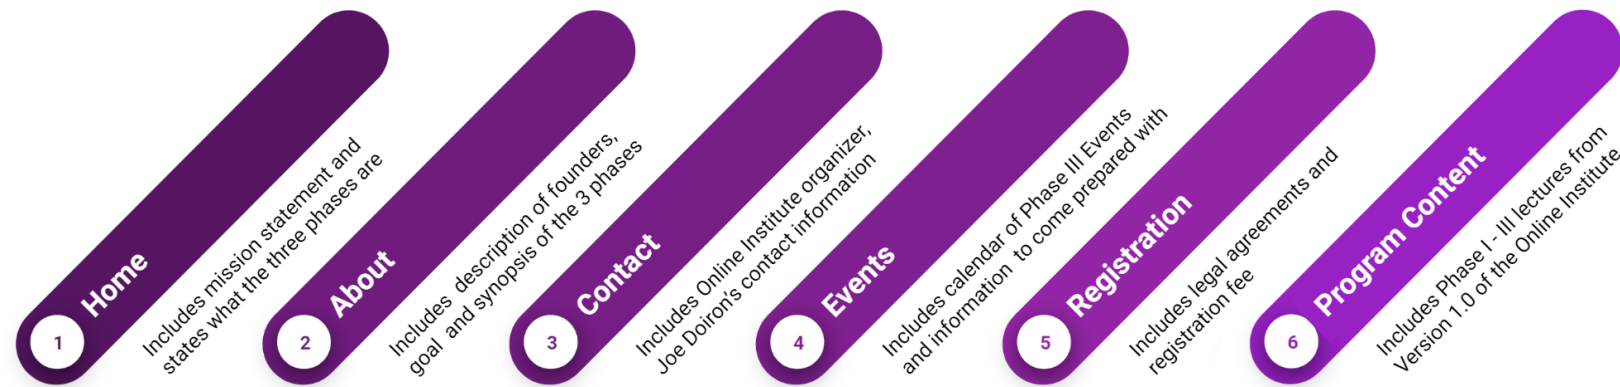 1
Home
Includes mission statement and
states what the three phases are
2
About
Includes description of founders,
goal and synopsis of the 3 phases
3
Contact
Includes Online Institute organizer,
Joe Doiron's contact information
4
Events
Includes calendar of Phase III Events
and information to come prepared with
5
Registration
Includes legal agreements and
registration fee
6
Program Content
Includes Phase I - III lectures from
Version 1.0 of the Online Institute